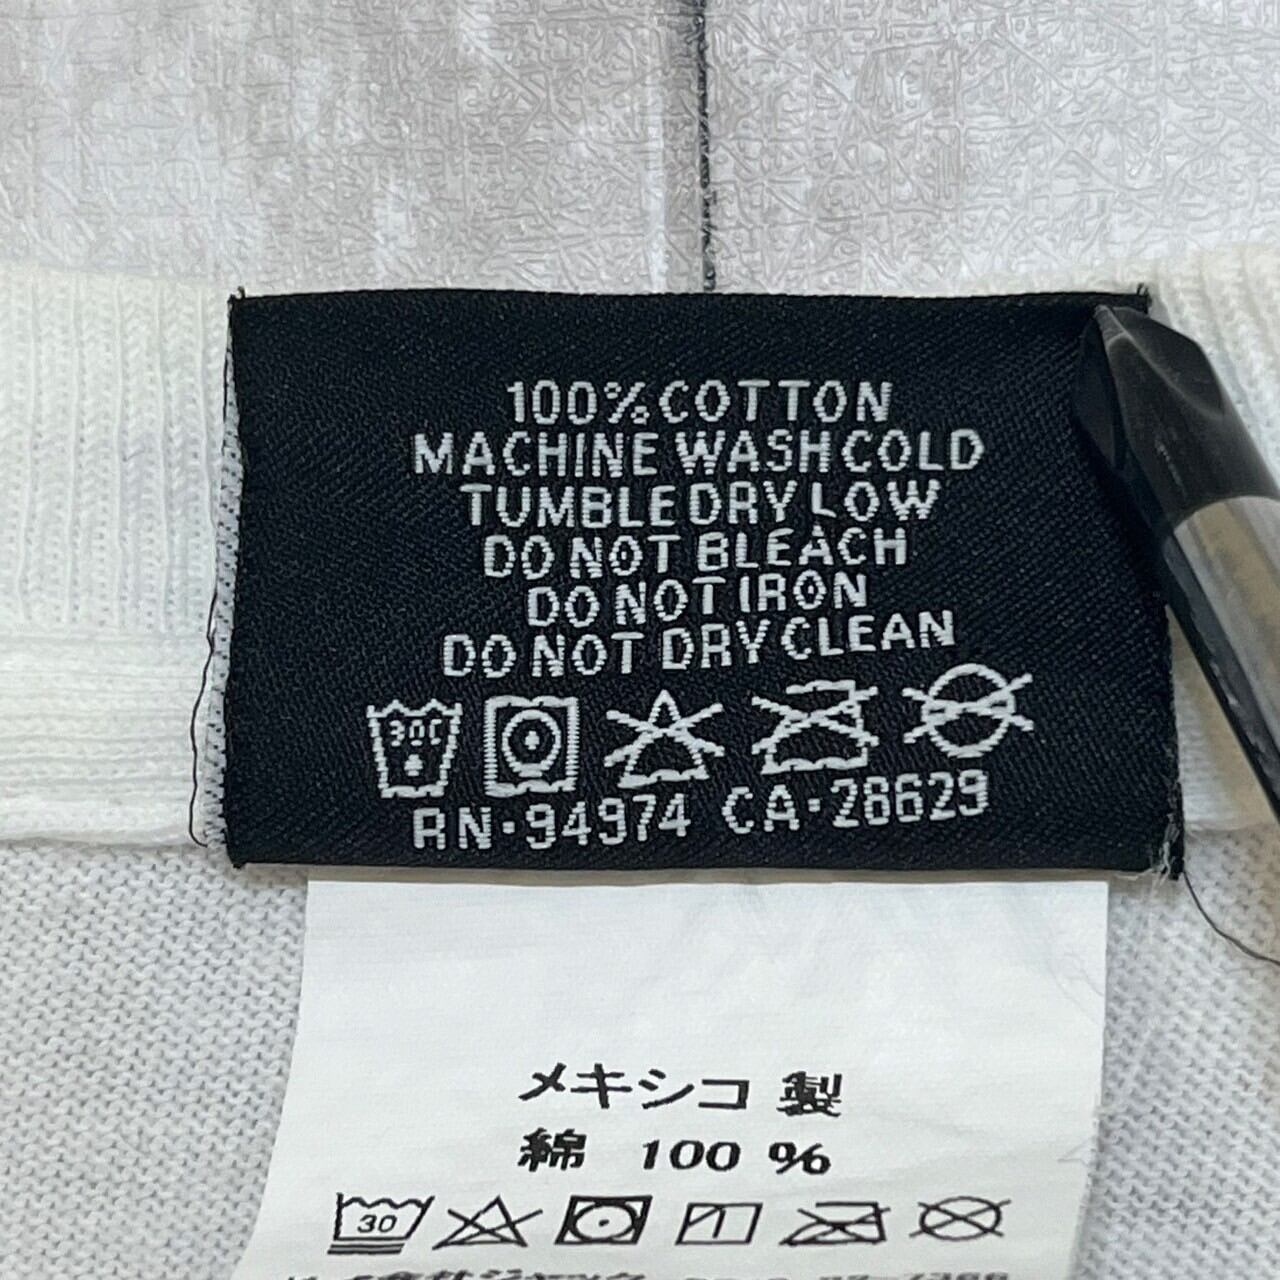 100% COTTON
MACHINE WASH COLD
TUMBLE DRY LOW
DO NOT BLEACH
DO NOT IRON
DO NOT DRY CLEAN
30C
RN·94974 CA·28629
メキシコ 製
綿 100 %
30